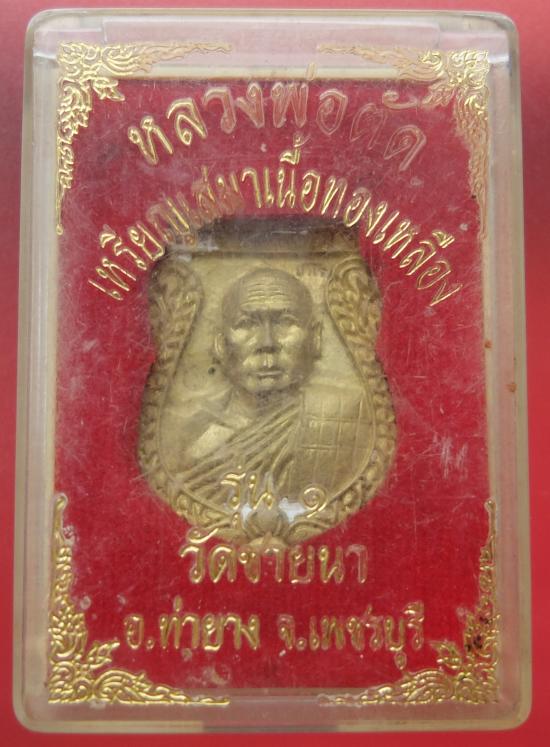 หลวงพ่อตัด
เหรียญเสมาเนื้อทองเหลือง
รุ่น ๑
วัดชายนา
อ.ท่ายาง จ.เพชรบุรี